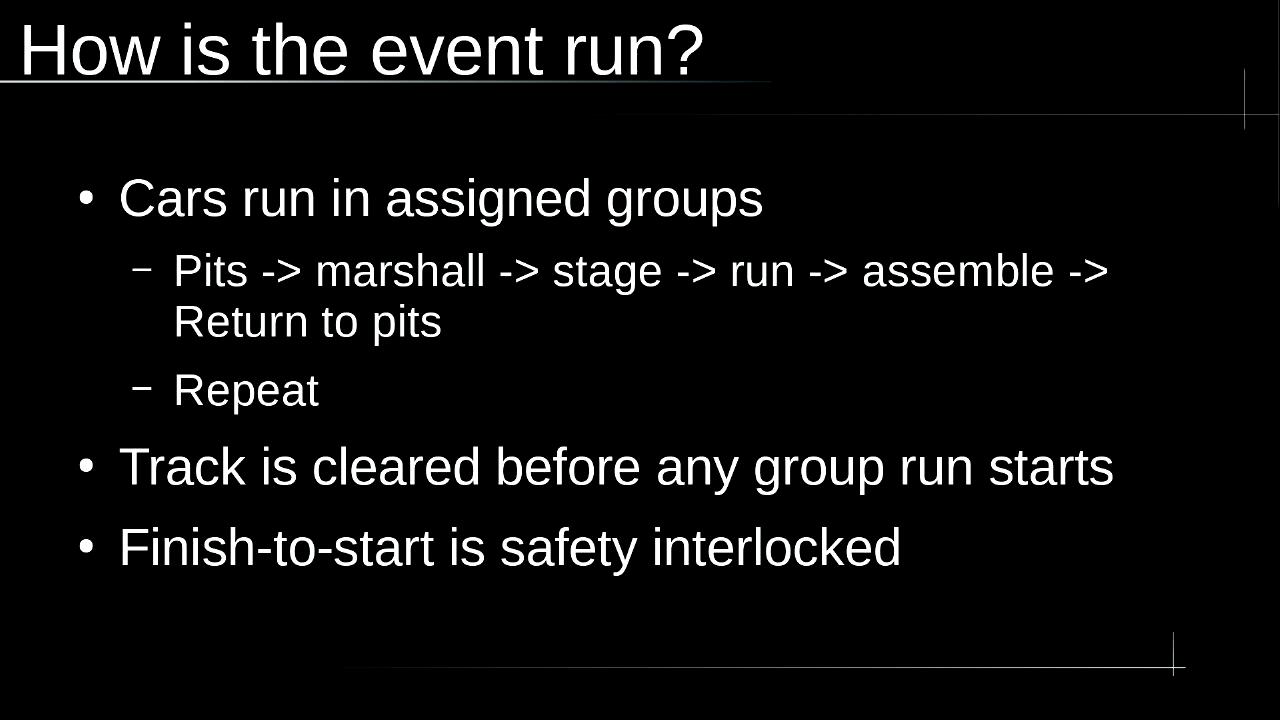 How is the event run?
• Cars run in assigned groups
– Pits -> marshall -> stage -> run -> assemble ->
Return to pits
– Repeat
• Track is cleared before any group run starts
• Finish-to-start is safety interlocked